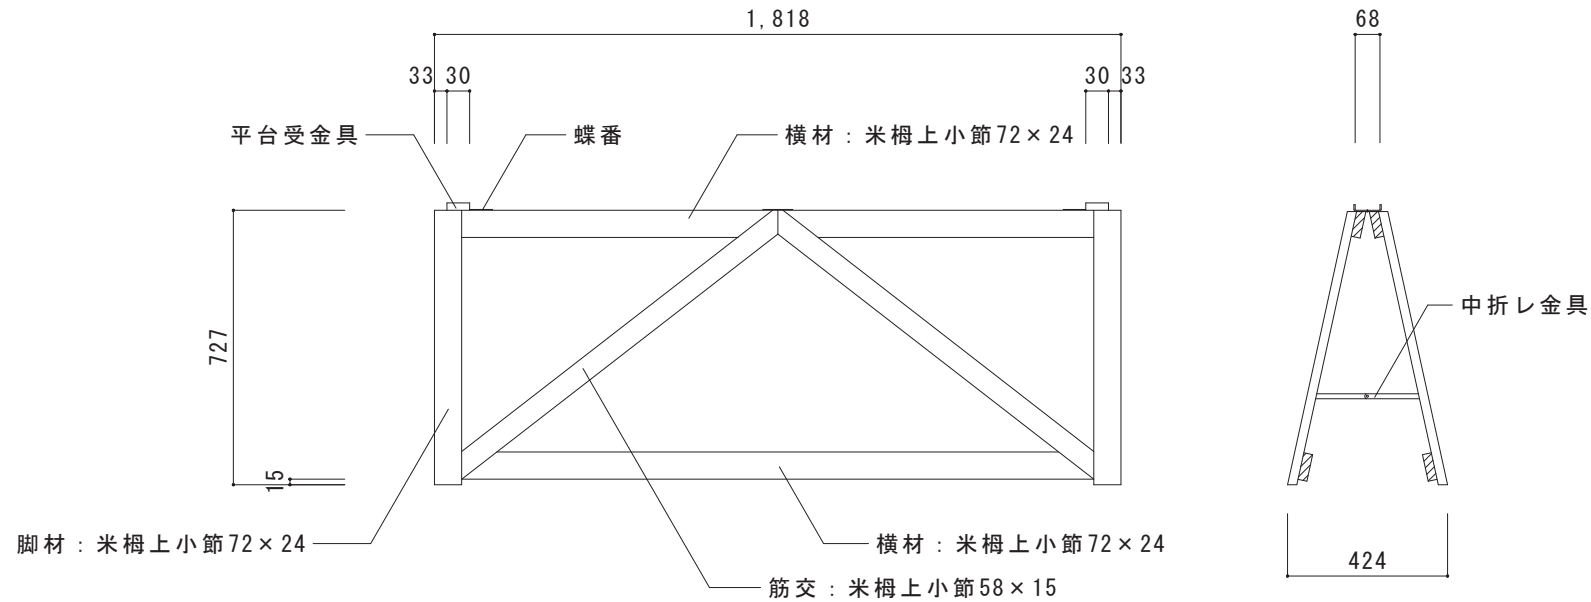 1,818
68
33 30
30 33
平台受金具
蝶番
横材：米栂上小節72×24
中折レ金具
727
15
脚材：米栂上小節72×24
横材：米栂上小節72×24
424
筋交：米栂上小節58×15